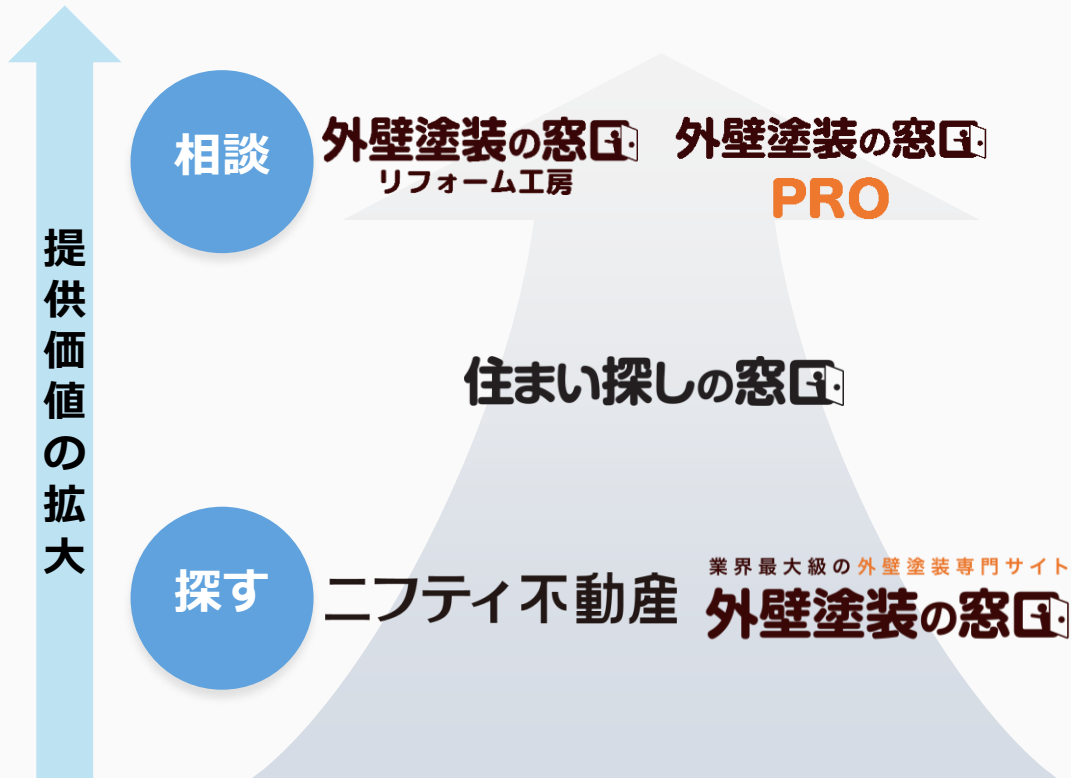 提供価値の拡大
相談
外壁塗装の窓口
リフォーム工房
外壁塗装の窓口
PRO
住まい探しの窓口
探す
ニフティ不動産
業界最大級の外壁塗装専門サイト
外壁塗装の窓口